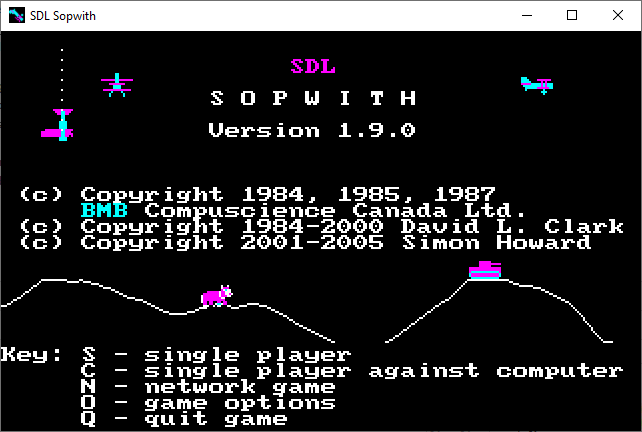 SDL Sopwith
SDL
S O P W I T H
Version 1.9.0
(c) Copyright 1984, 1985, 1987
BMB Compuscience Canada Ltd.
(c) Copyright 1984-2000 David L. Clark
(c) Copyright 2001-2005 Simon Howard
Key: S - single player
C - single player against computer
N - network game
O - game options
Q - quit game